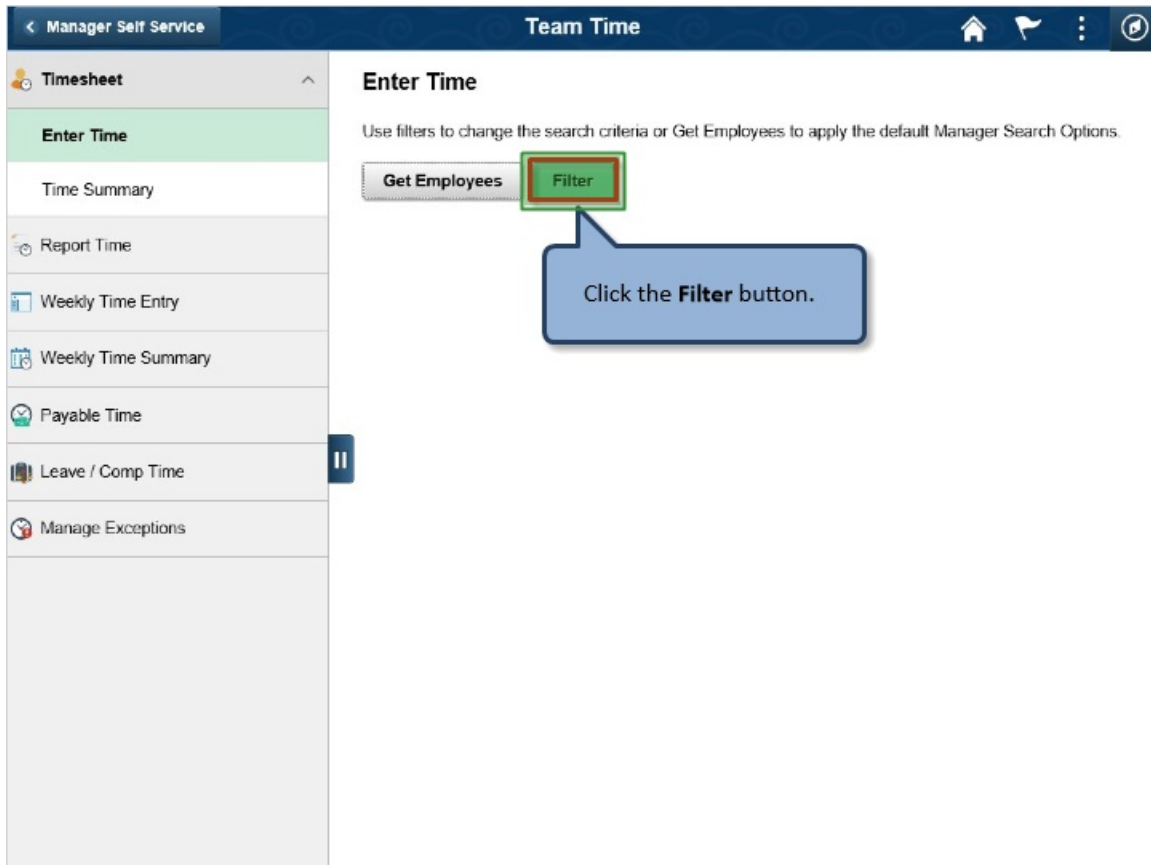 Manager Self Service
Team Time
Timesheet
Enter Time
Time Summary
Report Time
Weekly Time Entry
Weekly Time Summary
Payable Time
Leave / Comp Time
Manage Exceptions
Enter Time
Use filters to change the search criteria or Get Employees to apply the default Manager Search Options.
Get Employees
Filter
Click the Filter button.